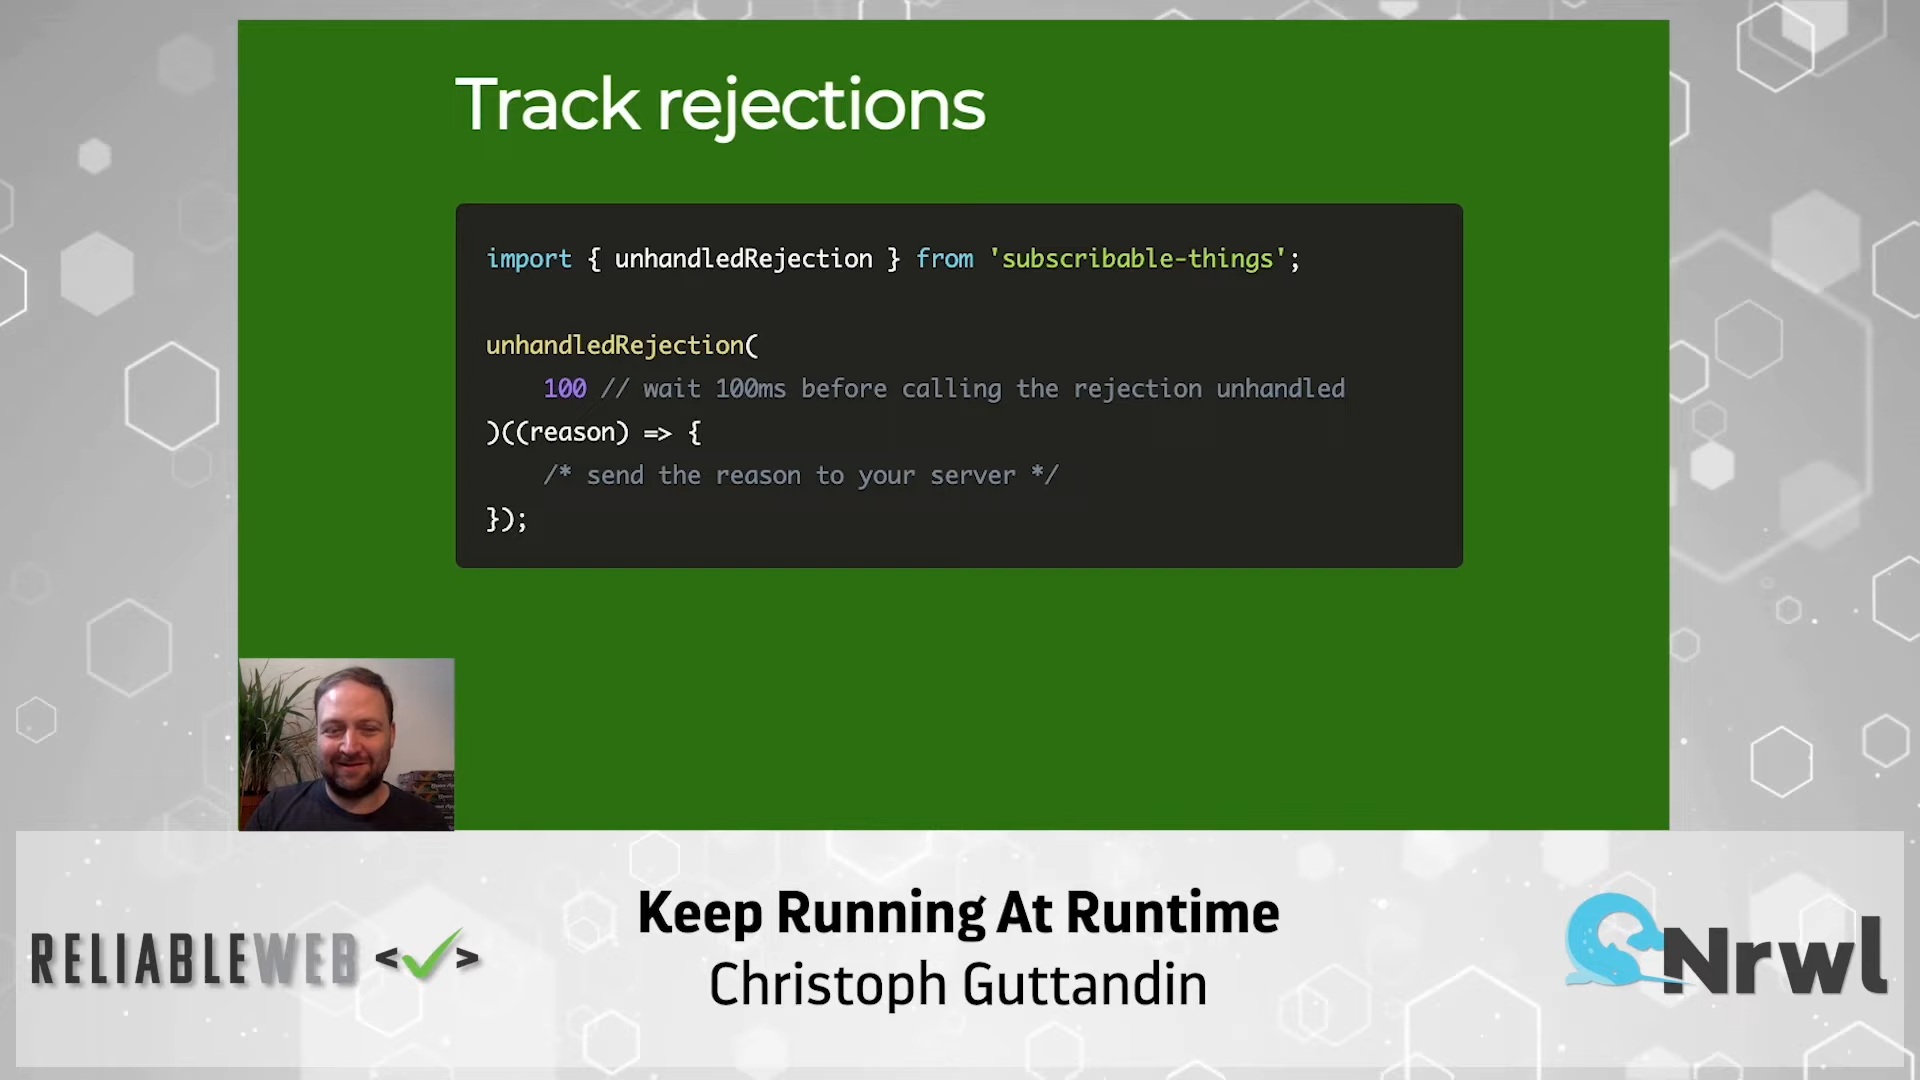 Track rejections
import { unhandledRejection } from 'subscribable-things';
unhandledRejection(
100 // wait 100ms before calling the rejection unhandled
)((reason) => {
/* send the reason to your server */
});
Keep Running At Runtime
Christoph Guttandin
RELIABLEWEB <✓>
Nrwl